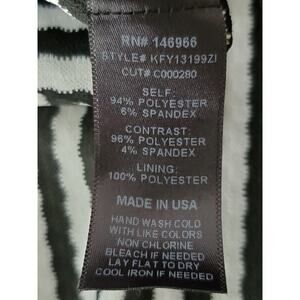 RN# 146966
STYLE# KFY13199ZI
CUT# C000280
SELF:
94% POLYESTER
6% SPANDEX
CONTRAST:
96% POLYESTER
4% SPANDEX
LINING:
100% POLYESTER
MADE IN USA
HAND WASH COLD
WITH LIKE COLORS
NON CHLORINE
BLEACH IF NEEDED
LAY FLAT TO DRY
COOL IRON IF NEEDED